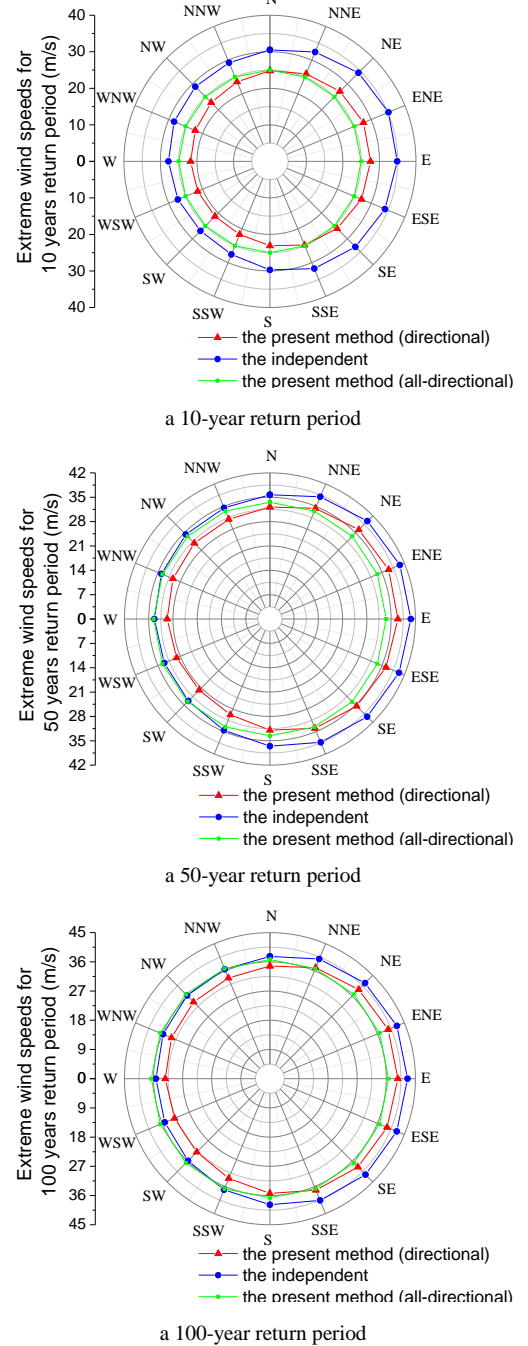 N
NNE
NE
ENE
E
ESE
SE
SSE
S
SSW
SW
WSW
W
WNW
NW
NNW
40
30
20
10
0
10
20
30
40
Extreme wind speeds for
10 years return period (m/s)
the present method (directional)
the independent
the present method (all-directional)
a 10-year return period
N
NNE
NE
ENE
E
ESE
SE
SSE
S
SSW
SW
WSW
W
WNW
NW
NNW
42
35
28
21
14
7
0
7
14
21
28
35
42
Extreme wind speeds for
50 years return period (m/s)
the present method (directional)
the independent
the present method (all-directional)
a 50-year return period
N
NNE
NE
ENE
E
ESE
SE
SSE
S
SSW
SW
WSW
W
WNW
NW
NNW
45
36
27
18
9
0
9
18
27
36
45
Extreme wind speeds for
100 years return period (m/s)
the present method (directional)
the independent
the present method (all-directional)
a 100-year return period